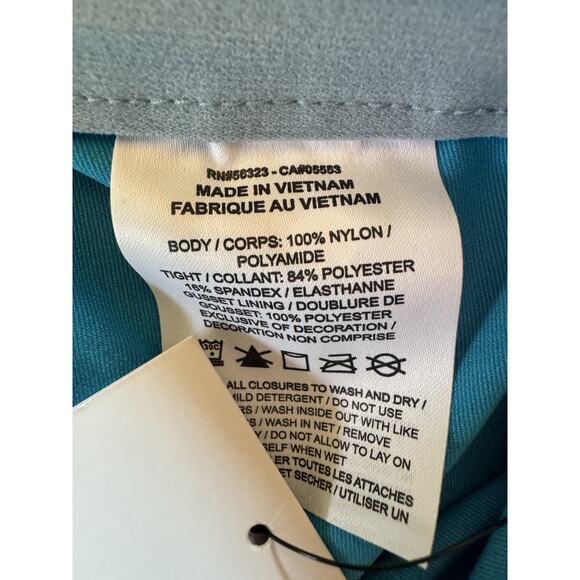 RN#56323 - CA#05553
MADE IN VIETNAM
FABRIQUE AU VIETNAM
BODY / CORPS: 100% NYLON /
POLYAMIDE
TIGHT / COLLANT: 84% POLYESTER
16% SPANDEX / ELASTHANNE
GUSSET LINING / DOUBLURE DE
GOUSSET: 100% POLYESTER
EXCLUSIVE OF DECORATION /
DECORATION NON COMPRISE
30C
ALL CLOSURES TO WASH AND DRY /
MILD DETERGENT / DO NOT USE
/ WASH INSIDE OUT WITH LIKE
/ WASH IN NET / REMOVE
/ DO NOT ALLOW TO LAY ON
WHEN WET
TOUTES LES ATTACHES
ET SECHER / UTILISER UN